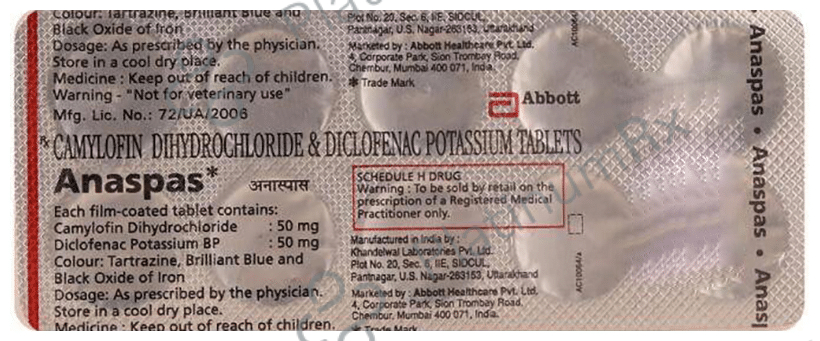 Colour: Tartrazine, Brilliant Blue and
Black Oxide of Iron
Dosage: As prescribed by the physician.
Store in a cool dry place.
Medicine : Keep out of reach of children.
Warning - "Not for veterinary use"
Mfg. Lic. No.: 72/UA/2006
Plot No. 20, Sec. 6, IIE, SIDCUL,
Pantnagar, U.S. Nagar-263153, Uttarakhand
Marketed by : Abbott Healthcare Pvt. Ltd.
4, Corporate Park, Sion Trombay Road,
Chembur, Mumbai 400 071, India.
* Trade Mark
Abbott
℞ CAMYLOFIN DIHYDROCHLORIDE & DICLOFENAC POTASSIUM TABLETS
Anaspas* अनास्पास
Each film-coated tablet contains:
Camylofin Dihydrochloride : 50 mg
Diclofenac Potassium BP : 50 mg
Colour: Tartrazine, Brilliant Blue and
Black Oxide of Iron
Dosage: As prescribed by the physician.
Store in a cool dry place.
Medicine : Keep out of reach of children.
SCHEDULE H DRUG
Warning : To be sold by retail on the
prescription of a Registered Medical
Practitioner only.
Manufactured in India by :
Khandelwal Laboratories Pvt. Ltd.
Plot No. 20, Sec. 6, IIE, SIDCUL,
Pantnagar, U.S. Nagar-263153, Uttarakhand
Marketed by : Abbott Healthcare Pvt. Ltd.
4, Corporate Park, Sion Trombay Road,
Chembur, Mumbai 400 071, India.
* Trade Mark
Anaspas • Anaspas • Anaspas • Anas
PlatinumRx